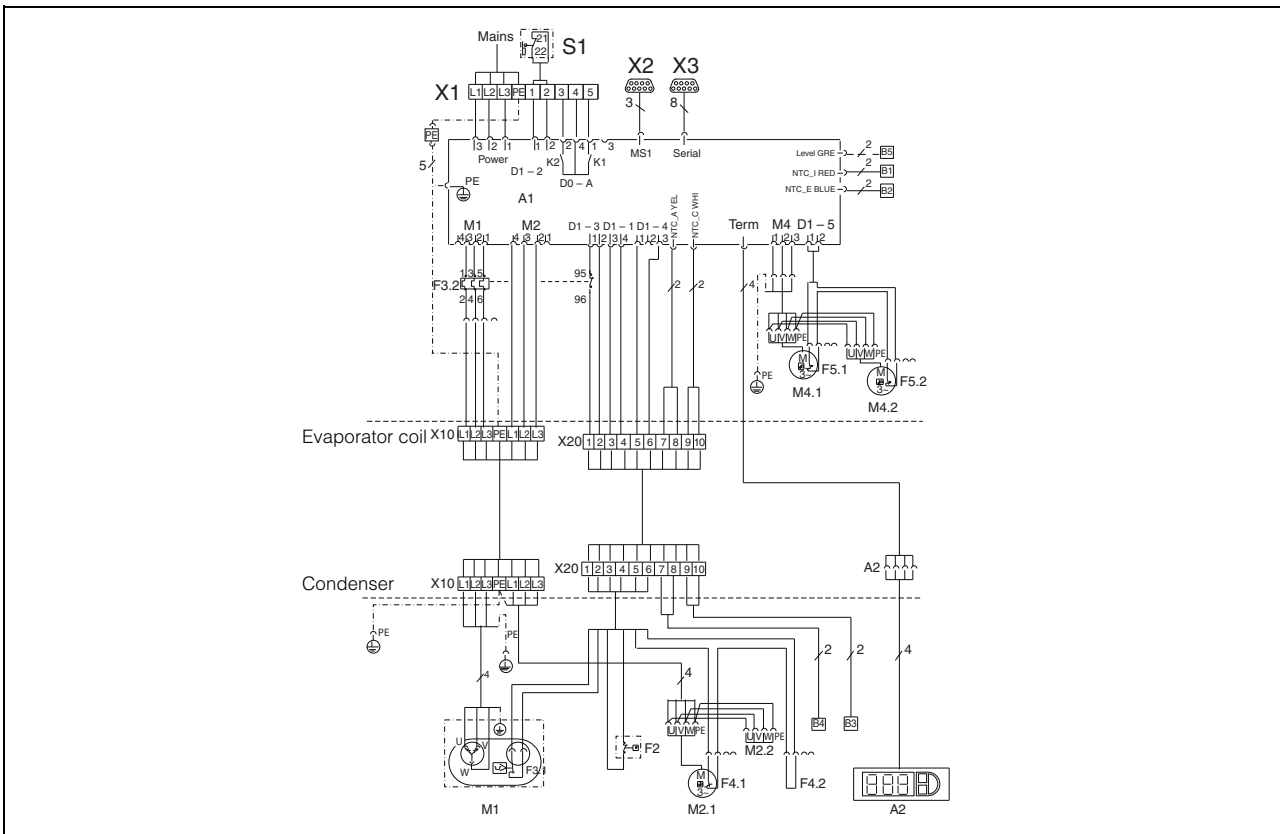 Mains
S1
21
22
X2
X3
X1
L1 L2 L3 PE 1 2 3 4 5
3
8
PE
5
3 2 1
1 2
2 4 1 3
Power
K2
K1
MS1
Serial
D1 – 2
D0 – A
A1
PE
Level GRE
2
B5
NTC_I RED
2
B1
NTC_E BLUE
2
B2
M1
M2
D1 – 3
D1 – 1
D1 – 4
NTC_A YEL
NTC_C WHI
Term
M4
D1 – 5
4 3 2 1
4 3 2 1
1 2 3 4 1 2 3
1 2 3
1 2
F3.2
1 3 5
2 4 6
95
96
2
2
4
U V W PE
U V W PE
M
3~
F5.1
M4.1
M
3~
F5.2
M4.2
PE
Evaporator coil
X10
L1 L2 L3 PE L1 L2 L3
X20
1 2 3 4 5 6 7 8 9 10
Condenser
X10
L1 L2 L3 PE L1 L2 L3
X20
1 2 3 4 5 6 7 8 9 10
A2
PE
PE
4
4
2
2
4
U
V
W
F3.1
M1
F2
U V W PE
U V W PE
M2.2
M
3~
F4.1
M2.1
F4.2
B4
B3
A2